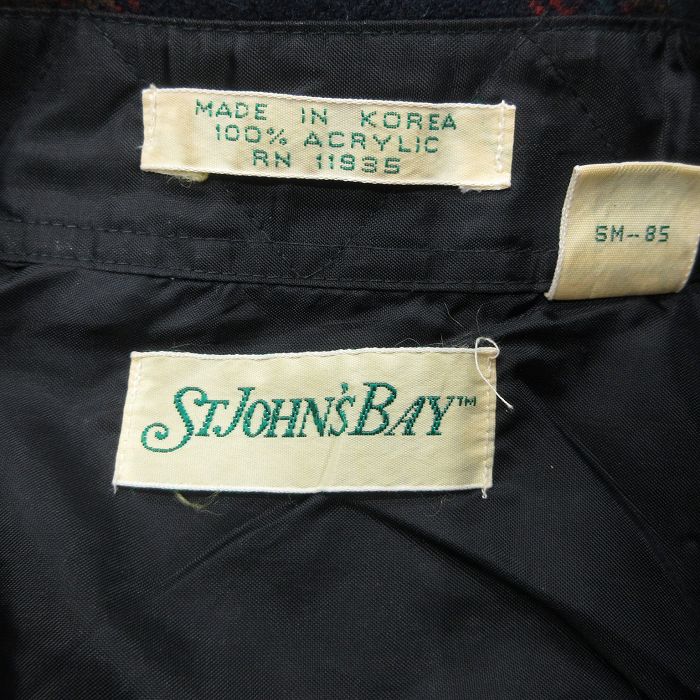 MADE IN KOREA
100% ACRYLIC
RN 11935
SM--85
ST JOHN'S BAY™